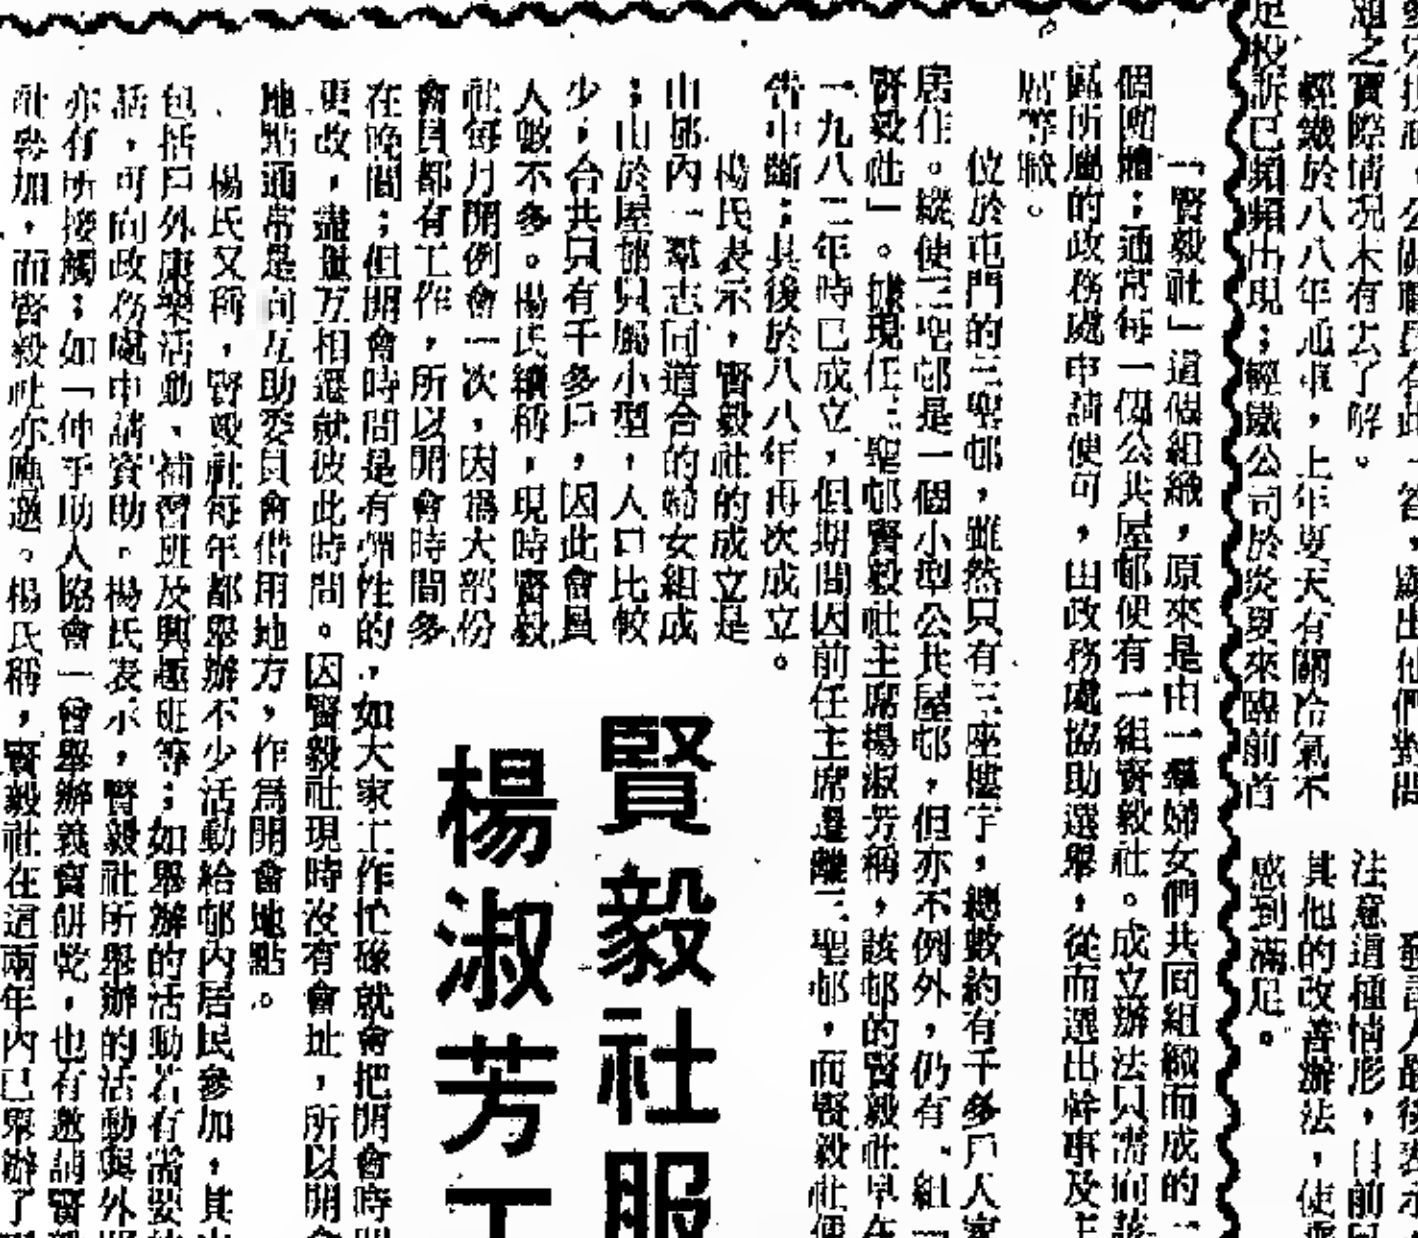 其他的改善辦法，使乘
感到滿足。
經鐵於八八年通車，上年夏天有關冷氣不
足投訴已頻頻出現；輕鐵公司於炎夏來臨前首
「賢毅社」這個組織，原來是由一羣婦女們共同組織而成的一
個團體；通常每一個公共屋邨便有一組賢毅社。成立辦法只需向該
區所屬的政務處申請便可，由政務處協助選舉，從而選出幹事及主
居等職。
位於屯門的三聖邨，雖然只有三座樓宇，總數約有千多戶人家
居住。縱使三聖邨是一個小型公共屋邨，但亦不例外，仍有一組一
賢毅社」。據現任三聖邨賢毅社主席楊淑芳稱，該邨的賢毅社早在
一九八二年時已成立，但期間因前任主席遷離三聖邨，而賢毅社便
告中斷；其後於八八年再次成立。
楊民表示，賢毅社的成立是
由邨內一羣志同道合的婦女組成
；由於屋邨只屬小型，人口比較
少，合共只有千多戶，因此會員
人數不多。楊氏續稱，現時賢毅
社每月開例會一次，因為大部份
會員都有工作，所以開會時間多
在晚間；但開會時間是有彈性的，如大家工作忙碌就會把開會時間
更改，盡量互相遷就彼此時間。因賢毅社現時沒有會址，所以開會
地點通常是向互助委員會借用地方，作為開會地點。
賢毅社服
楊淑芳工
楊氏又稱，賢毅社每年都舉辦不少活動給邨內居民參加，其中
包括戶外康樂活動、補習班及興趣班等；如舉辦的活動若有需要
話，可向政務處申請資助。楊氏表示，賢毅社所舉辦的活動與外
亦有所接觸；如「伸手助人協會一曾舉辦義賣餅乾，也有邀請賢毅
社參加，而賢毅社亦應邀。楊氏稱，賢毅社在這兩年內已舉辦了